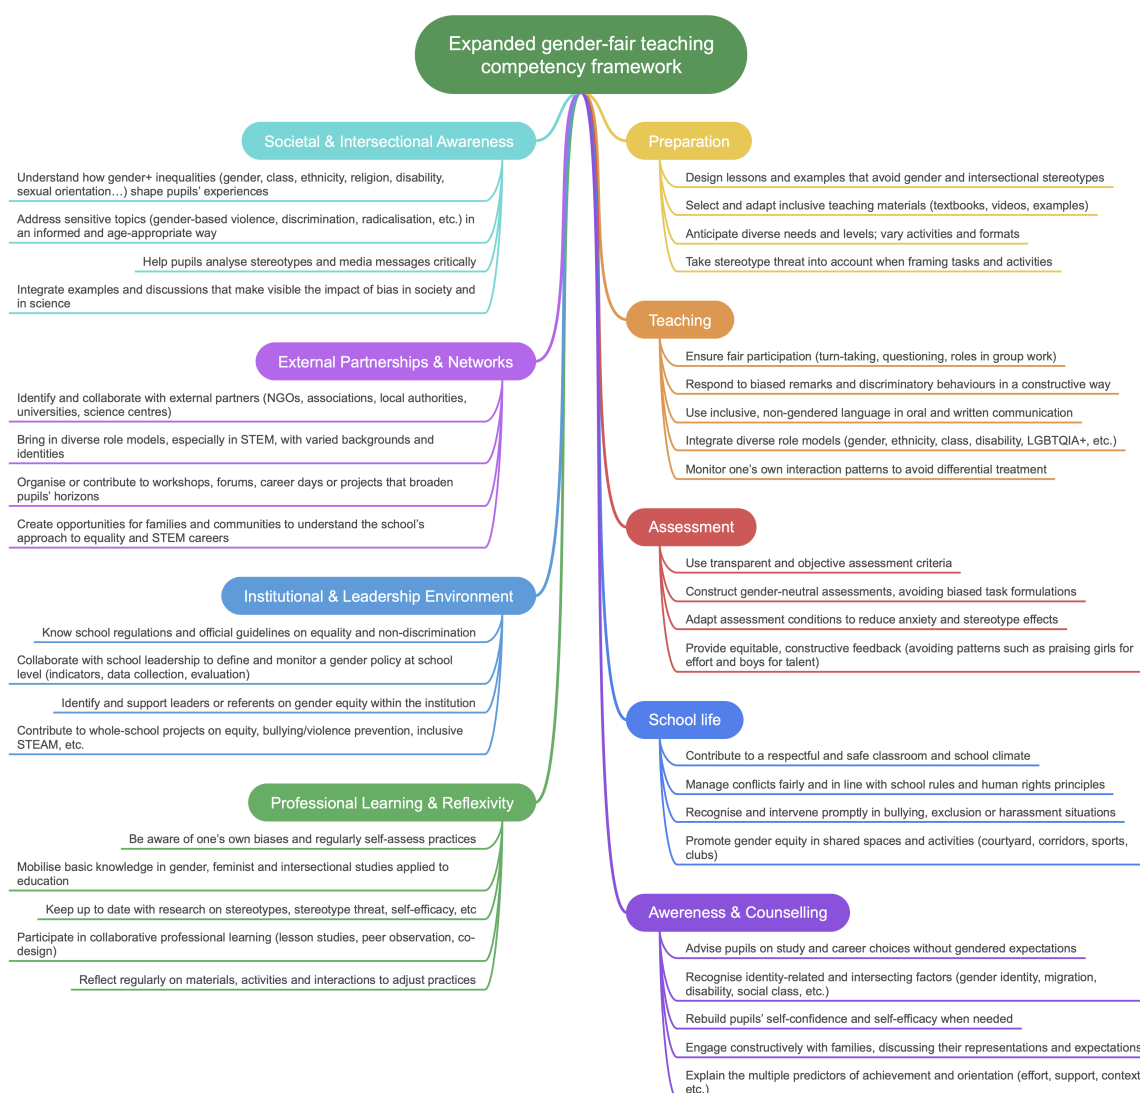 Expanded gender-fair teaching
competency framework
Societal & Intersectional Awareness
Understand how gender+ inequalities (gender, class, ethnicity, religion, disability,
sexual orientation…) shape pupils' experiences
Address sensitive topics (gender-based violence, discrimination, radicalisation, etc.) in
an informed and age-appropriate way
Help pupils analyse stereotypes and media messages critically
Integrate examples and discussions that make visible the impact of bias in society and
in science
External Partnerships & Networks
Identify and collaborate with external partners (NGOs, associations, local authorities,
universities, science centres)
Bring in diverse role models, especially in STEM, with varied backgrounds and
identities
Organise or contribute to workshops, forums, career days or projects that broaden
pupils' horizons
Create opportunities for families and communities to understand the school's
approach to equality and STEM careers
Institutional & Leadership Environment
Know school regulations and official guidelines on equality and non-discrimination
Collaborate with school leadership to define and monitor a gender policy at school
level (indicators, data collection, evaluation)
Identify and support leaders or referents on gender equity within the institution
Contribute to whole-school projects on equity, bullying/violence prevention, inclusive
STEAM, etc.
Professional Learning & Reflexivity
Be aware of one's own biases and regularly self-assess practices
Mobilise basic knowledge in gender, feminist and intersectional studies applied to
education
Keep up to date with research on stereotypes, stereotype threat, self-efficacy, etc
Participate in collaborative professional learning (lesson studies, peer observation, co-
design)
Reflect regularly on materials, activities and interactions to adjust practices
Preparation
Design lessons and examples that avoid gender and intersectional stereotypes
Select and adapt inclusive teaching materials (textbooks, videos, examples)
Anticipate diverse needs and levels; vary activities and formats
Take stereotype threat into account when framing tasks and activities
Teaching
Ensure fair participation (turn-taking, questioning, roles in group work)
Respond to biased remarks and discriminatory behaviours in a constructive way
Use inclusive, non-gendered language in oral and written communication
Integrate diverse role models (gender, ethnicity, class, disability, LGBTQIA+, etc.)
Monitor one's own interaction patterns to avoid differential treatment
Assessment
Use transparent and objective assessment criteria
Construct gender-neutral assessments, avoiding biased task formulations
Adapt assessment conditions to reduce anxiety and stereotype effects
Provide equitable, constructive feedback (avoiding patterns such as praising girls for
effort and boys for talent)
School life
Contribute to a respectful and safe classroom and school climate
Manage conflicts fairly and in line with school rules and human rights principles
Recognise and intervene promptly in bullying, exclusion or harassment situations
Promote gender equity in shared spaces and activities (courtyard, corridors, sports,
clubs)
Awereness & Counselling
Advise pupils on study and career choices without gendered expectations
Recognise identity-related and intersecting factors (gender identity, migration,
disability, social class, etc.)
Rebuild pupils' self-confidence and self-efficacy when needed
Engage constructively with families, discussing their representations and expectations
Explain the multiple predictors of achievement and orientation (effort, support, context,
etc.)